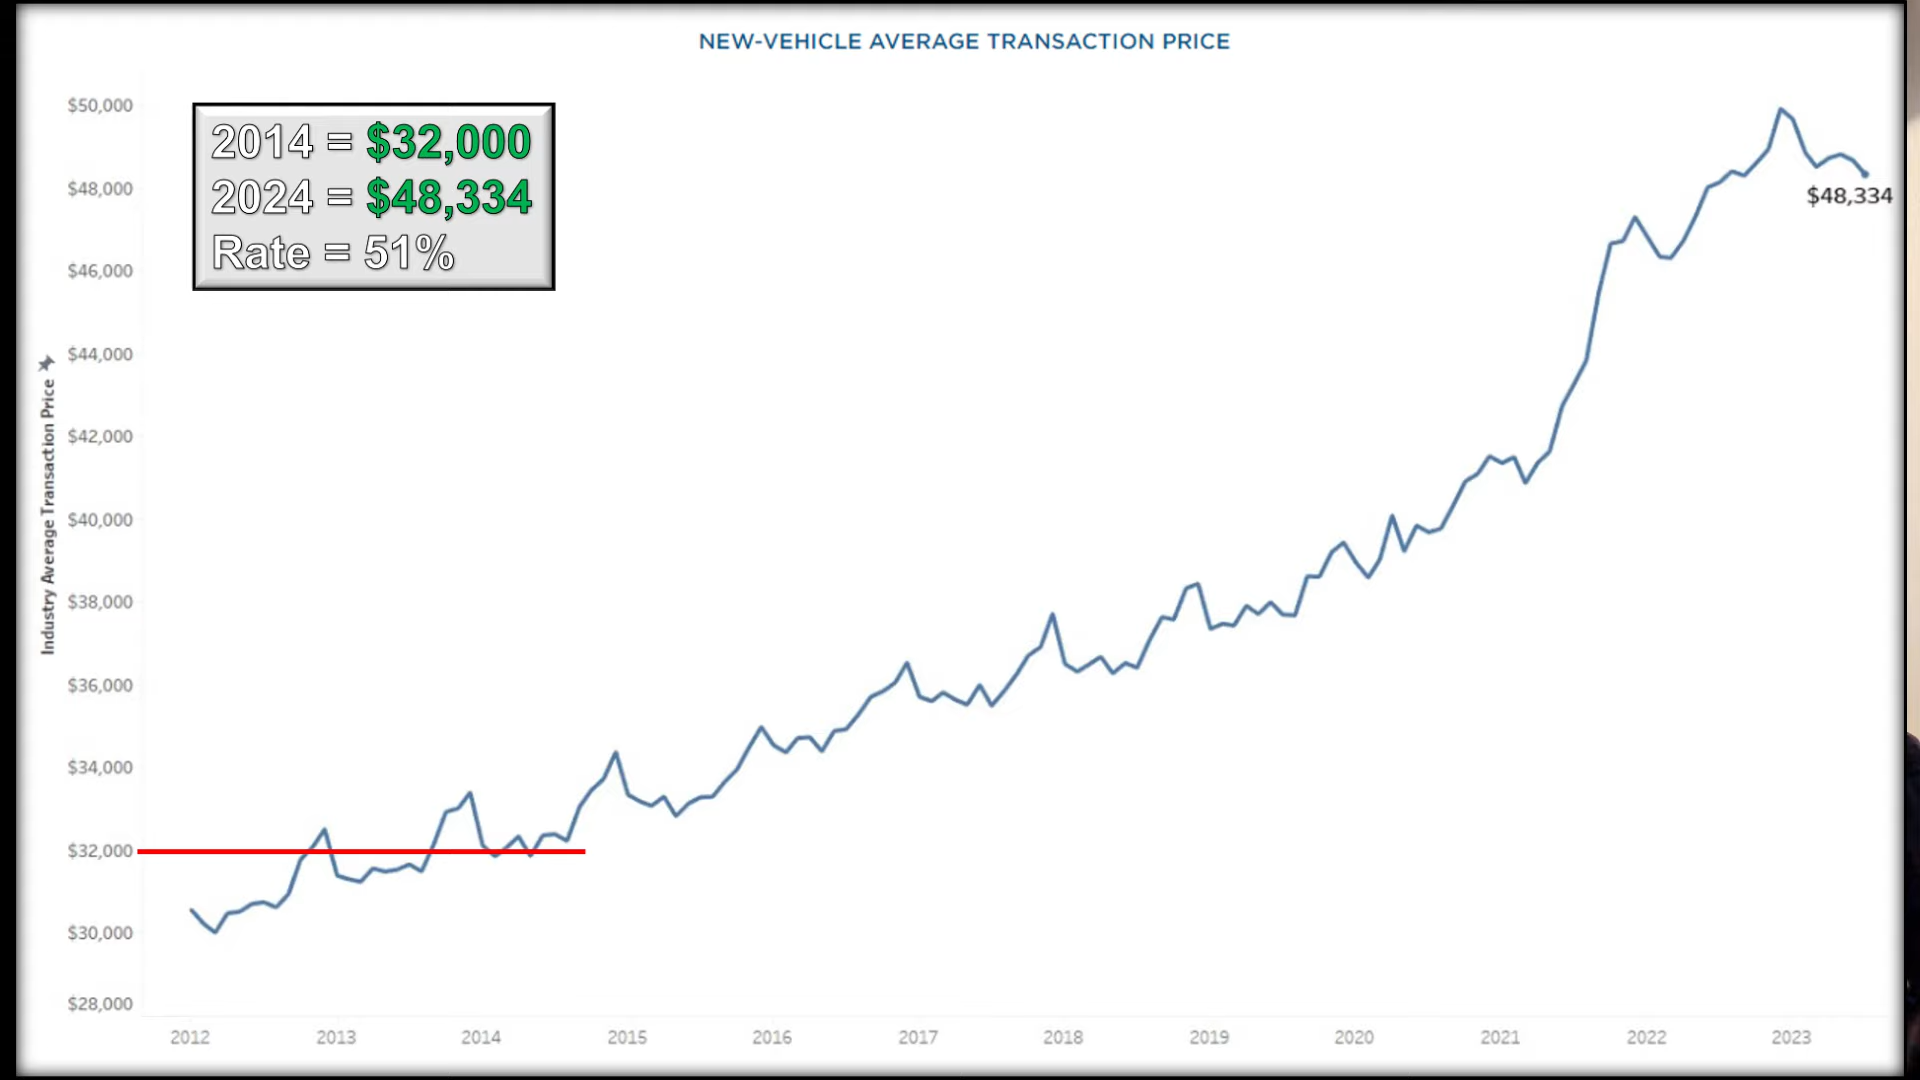 NEW-VEHICLE AVERAGE TRANSACTION PRICE
2014 = $32,000
2024 = $48,334
Rate = 51%
$50,000
$48,000
$46,000
$44,000
$42,000
$40,000
$38,000
$36,000
$34,000
$32,000
$30,000
$28,000
Industry Average Transaction Price
$48,334
2012 2013 2014 2015 2016 2017 2018 2019 2020 2021 2022 2023